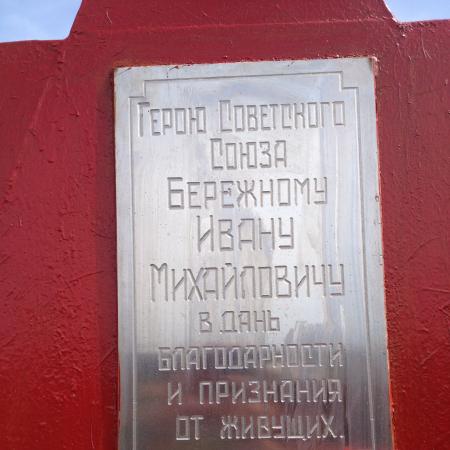 Герою Советского
Союза
Бережному
Ивану
Михайловичу
в дань
благодарности
и признания
от живущих.